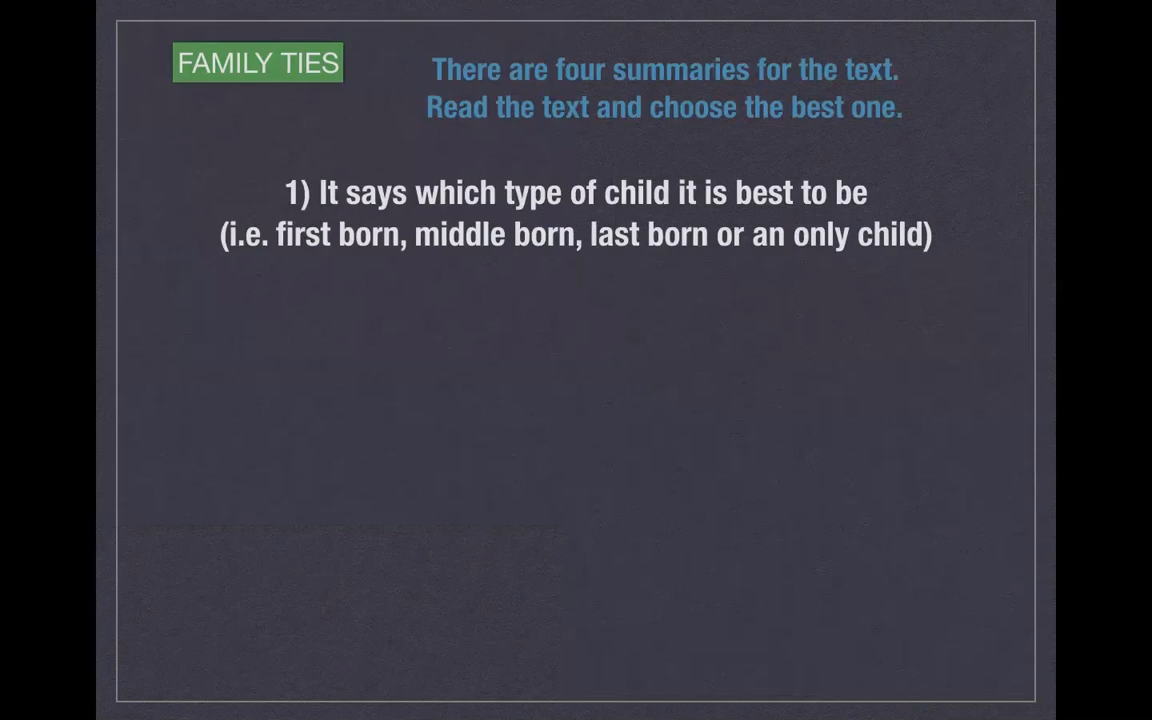 FAMILY TIES
There are four summaries for the text.
Read the text and choose the best one.
1) It says which type of child it is best to be
(i.e. first born, middle born, last born or an only child)